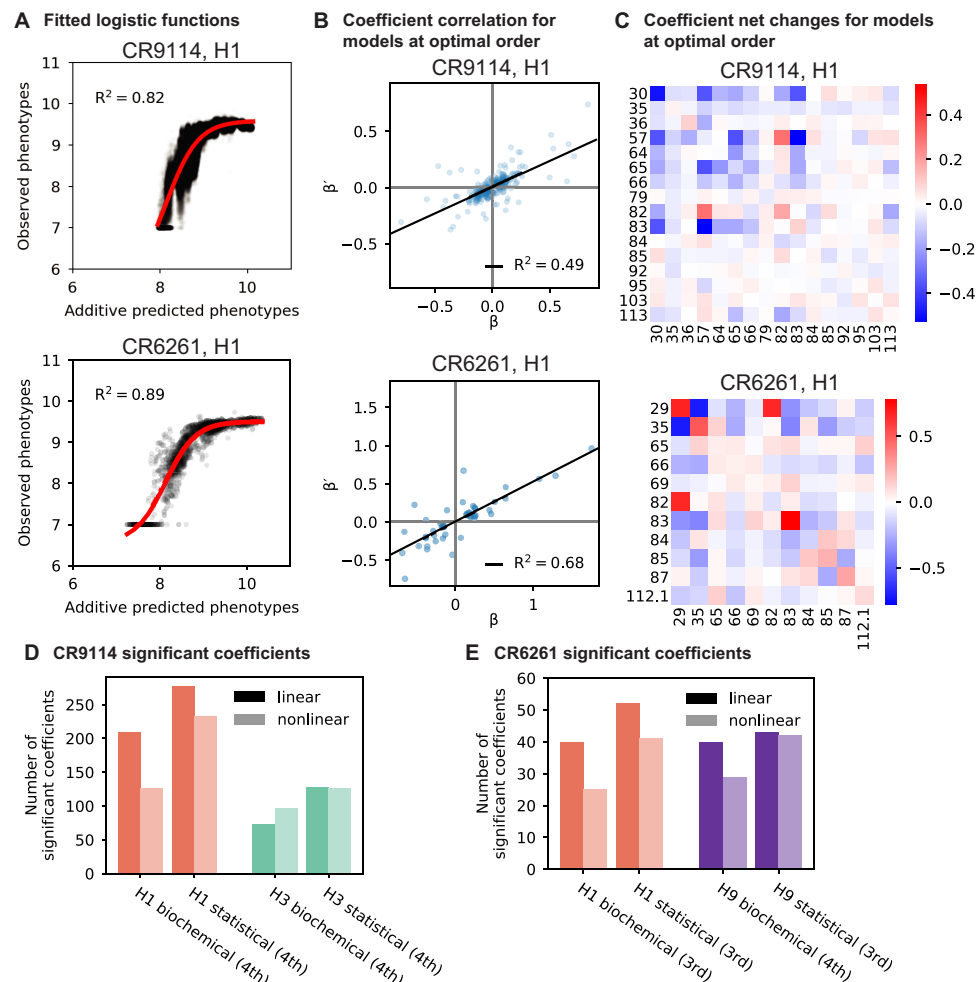 A Fitted logistic functions
CR9114, H1
11
10
9
8
7
6
R² = 0.82
Observed phenotypes
6
8
10
Additive predicted phenotypes
CR6261, H1
11
10
9
8
7
6
R² = 0.89
Observed phenotypes
6
8
10
Additive predicted phenotypes
B Coefficient correlation for
models at optimal order
CR9114, H1
0.5
0.0
−0.5
β′
R² = 0.49
−0.5
0.0
0.5
β
CR6261, H1
1.5
1.0
0.5
0.0
−0.5
β′
R² = 0.68
0
1
β
C Coefficient net changes for models
at optimal order
CR9114, H1
30
35
36
57
64
65
66
79
82
83
84
85
92
95
103
113
30
35
36
57
64
65
66
79
82
83
84
85
92
95
103
113
0.4
0.2
0.0
−0.2
−0.4
CR6261, H1
29
35
65
66
69
82
83
84
85
87
112.1
29
35
65
66
69
82
83
84
85
87
112.1
0.5
0.0
−0.5
D CR9114 significant coefficients
Number of
significant coefficients
250
200
150
100
50
0
linear
nonlinear
H1 biochemical (4th)
H1 statistical (4th)
H3 biochemical (4th)
H3 statistical (4th)
E CR6261 significant coefficients
Number of
significant coefficients
60
50
40
30
20
10
0
linear
nonlinear
H1 biochemical (3rd)
H1 statistical (3rd)
H9 biochemical (4th)
H9 statistical (3rd)